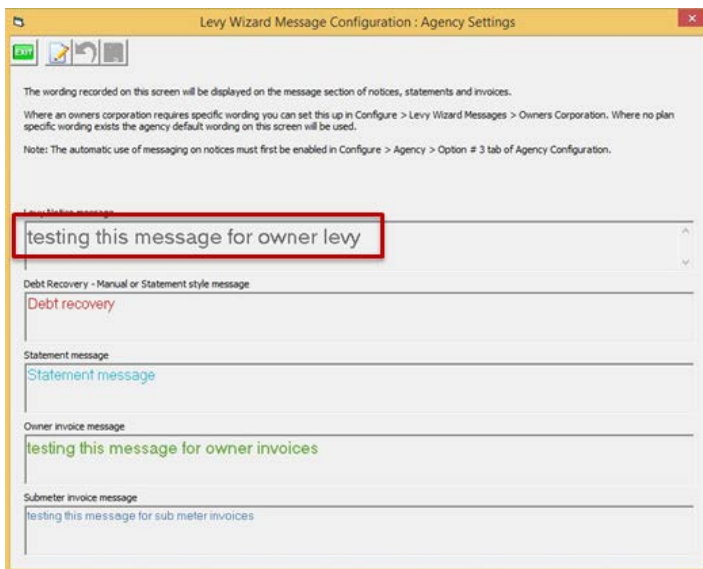 Levy Wizard Message Configuration : Agency Settings
EXIT
The wording recorded on this screen will be displayed on the message section of notices, statements and invoices.
Where an owners corporation requires specific wording you can set this up in Configure > Levy Wizard Messages > Owners Corporation. Where no plan
specific wording exists the agency default wording on this screen will be used.
Note: The automatic use of messaging on notices must first be enabled in Configure > Agency > Option # 3 tab of Agency Configuration.
Levy Notice message
testing this message for owner levy
Debt Recovery - Manual or Statement style message
Debt recovery
Statement message
Statement message
Owner invoice message
testing this message for owner invoices
Submeter invoice message
testing this message for sub meter invoices